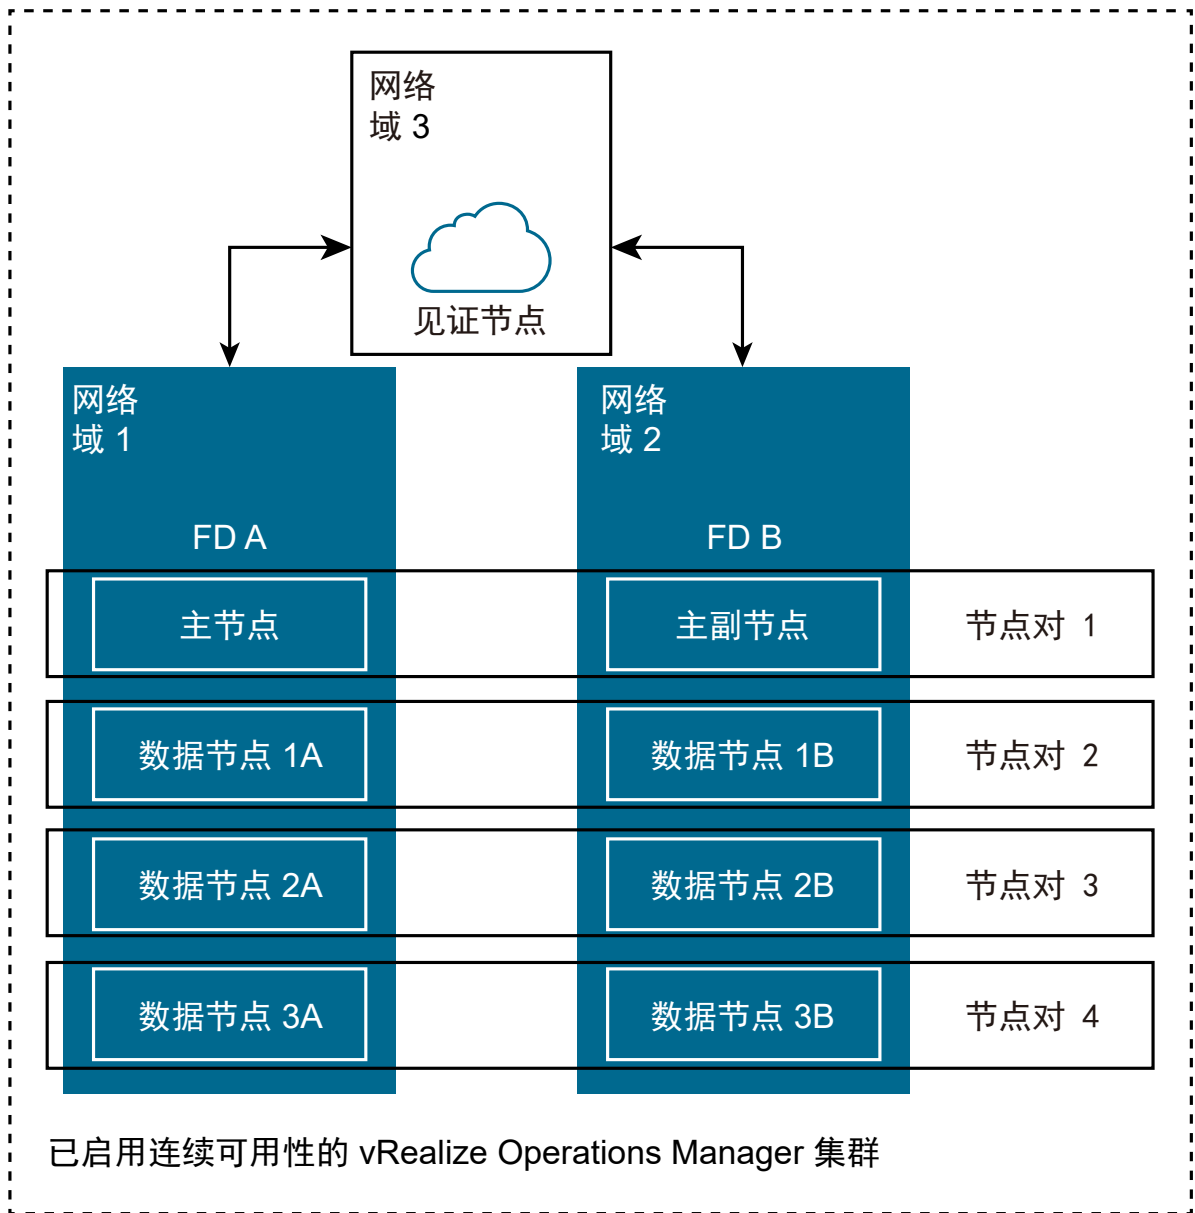 网络
域 3
见证节点
网络
域 1
网络
域 2
FD A
FD B
主节点
主副节点
节点对 1
数据节点 1A
数据节点 1B
节点对 2
数据节点 2A
数据节点 2B
节点对 3
数据节点 3A
数据节点 3B
节点对 4
已启用连续可用性的 vRealize Operations Manager 集群